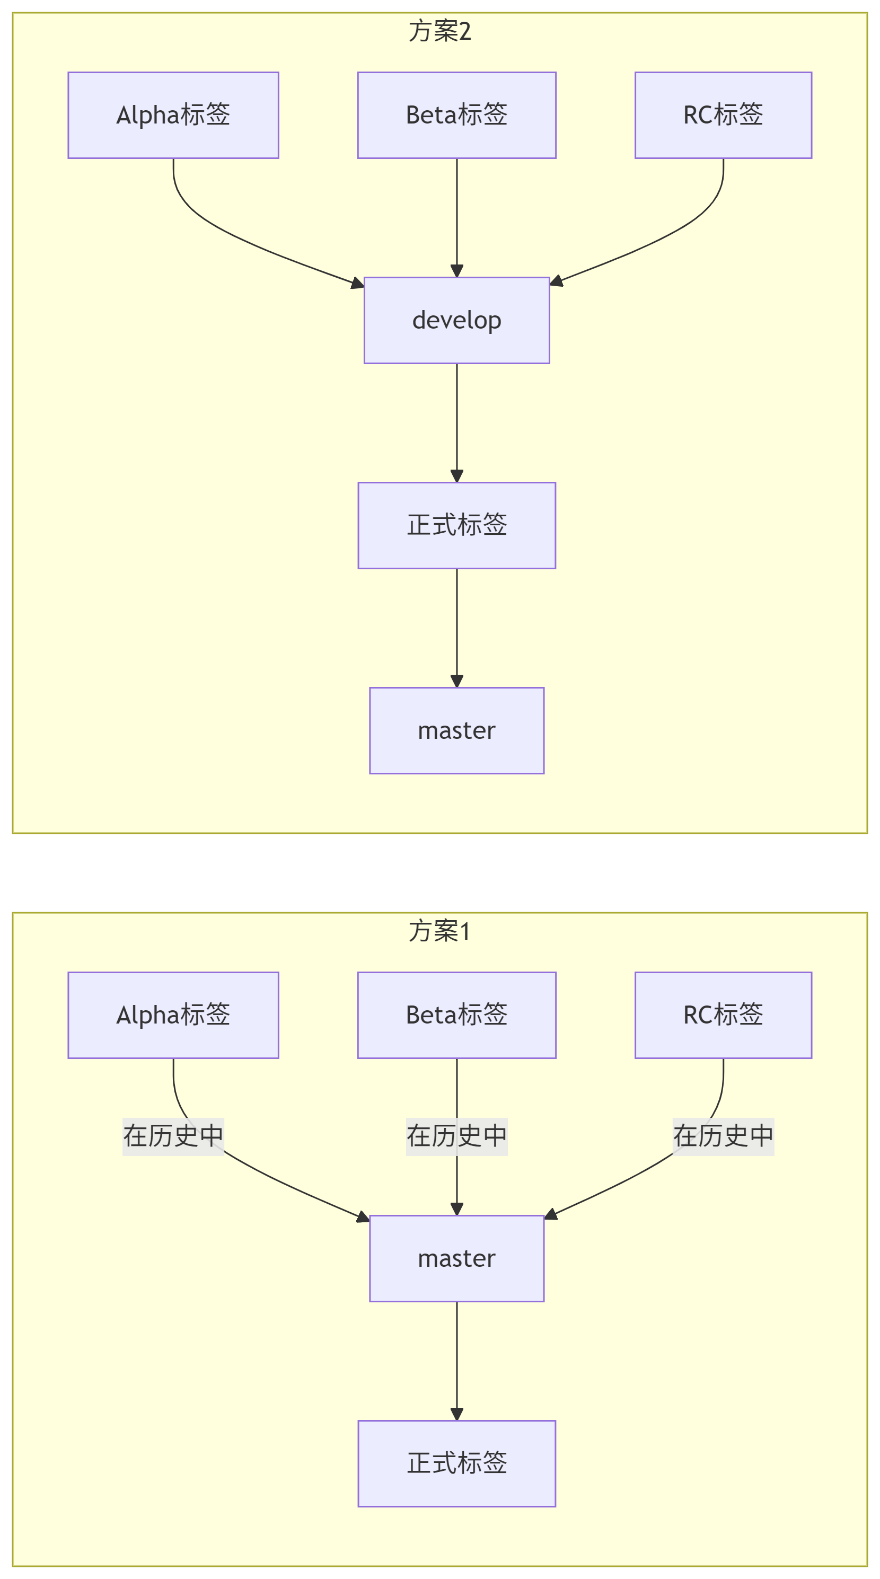 方案2
Alpha标签
Beta标签
RC标签
develop
正式标签
master
方案1
Alpha标签
Beta标签
RC标签
在历史中
在历史中
在历史中
master
正式标签